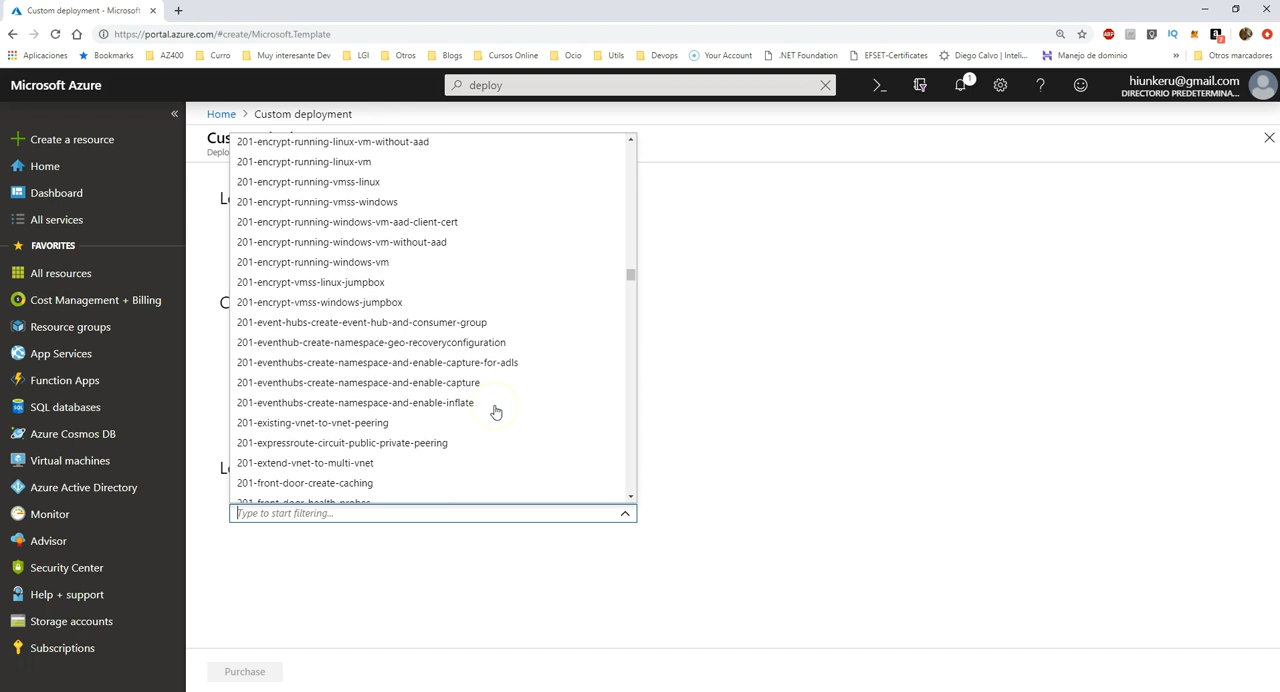 Custom deployment - Microsof
https://portal.azure.com/#create/Microsoft.Template
Aplicaciones
Bookmarks
AZ400
Curro
Muy interesante Dev
LGI
Otros
Blogs
Cursos Online
Ocio
Utils
Devops
Your Account
.NET Foundation
EFSET-Certificates
Diego Calvo | Inteli...
Manejo de dominio
»
Otros marcadores
Microsoft Azure
deploy
1
hiunkeru@gmail.com
DIRECTORIO PREDETERMINA...
«
Home > Custom deployment
Create a resource
Home
Dashboard
All services
FAVORITES
All resources
Cost Management + Billing
Resource groups
App Services
Function Apps
SQL databases
Azure Cosmos DB
Virtual machines
Azure Active Directory
Monitor
Advisor
Security Center
Help + support
Storage accounts
Subscriptions
Cus
Deplo
201-encrypt-running-linux-vm-without-aad
201-encrypt-running-linux-vm
201-encrypt-running-vmss-linux
201-encrypt-running-vmss-windows
201-encrypt-running-windows-vm-aad-client-cert
201-encrypt-running-windows-vm-without-aad
201-encrypt-running-windows-vm
201-encrypt-vmss-linux-jumpbox
201-encrypt-vmss-windows-jumpbox
201-event-hubs-create-event-hub-and-consumer-group
201-eventhub-create-namespace-geo-recoveryconfiguration
201-eventhubs-create-namespace-and-enable-capture-for-adls
201-eventhubs-create-namespace-and-enable-capture
201-eventhubs-create-namespace-and-enable-inflate
201-existing-vnet-to-vnet-peering
201-expressroute-circuit-public-private-peering
201-extend-vnet-to-multi-vnet
201-front-door-create-caching
201-front-door-health-probes
Type to start filtering...
Purchase